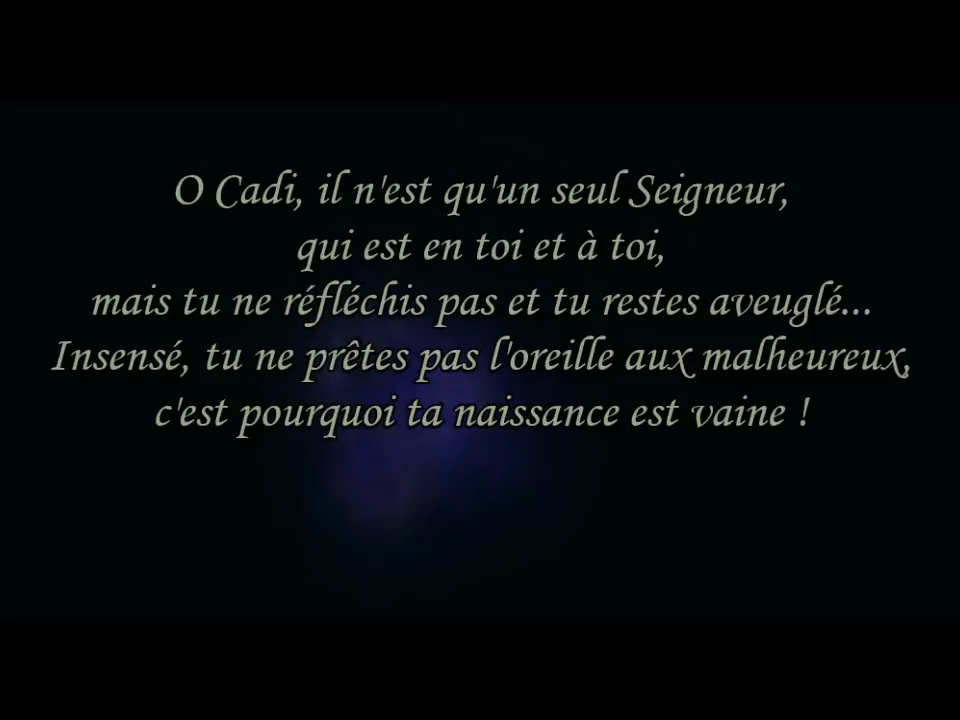 O Cadi, il n'est qu'un seul Seigneur,
qui est en toi et à toi,
mais tu ne réfléchis pas et tu restes aveuglé...
Insensé, tu ne prêtes pas l'oreille aux malheureux,
c'est pourquoi ta naissance est vaine !